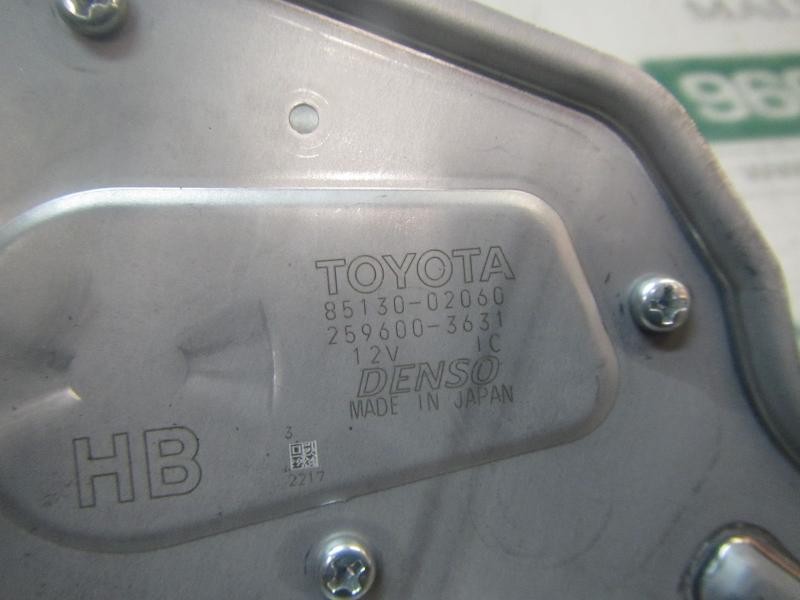 TOYOTA
85130-02060
259600-3631
12V IC
DENSO
MADE IN JAPAN
HB
3
2217